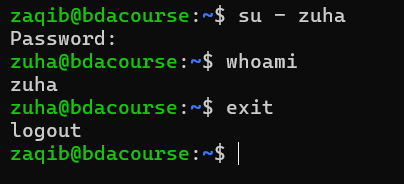 zaqib@bdacourse:~$ su - zuha
Password:
zuha@bdacourse:~$ whoami
zuha
zuha@bdacourse:~$ exit
logout
zaqib@bdacourse:~$